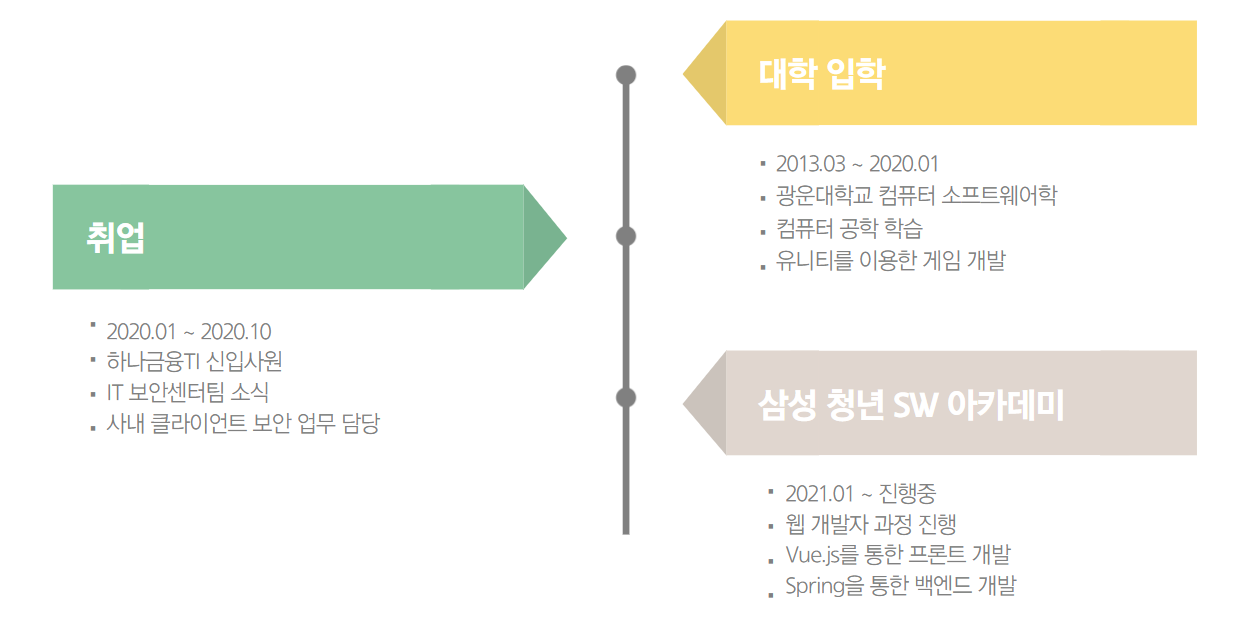 대학 입학
2013.03 ~ 2020.01
광운대학교 컴퓨터 소프트웨어학
컴퓨터 공학 학습
유니티를 이용한 게임 개발
취업
2020.01 ~ 2020.10
하나금융TI 신입사원
IT 보안센터팀 소식
사내 클라이언트 보안 업무 담당
삼성 청년 SW 아카데미
2021.01 ~ 진행중
웹 개발자 과정 진행
Vue.js를 통한 프론트 개발
Spring을 통한 백엔드 개발